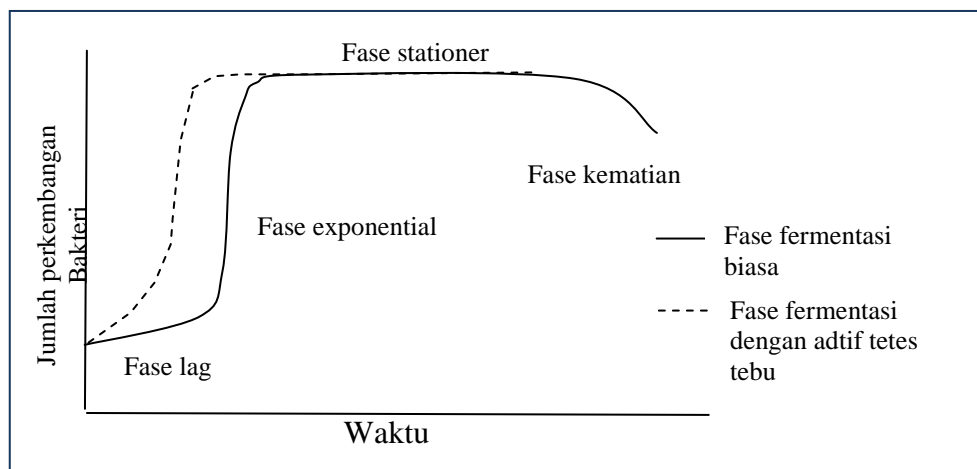 Fase stationer
Jumlah perkembangan
Bakteri
Fase kematian
Fase exponential
Fase lag
Waktu
Fase fermentasi
biasa
Fase fermentasi
dengan adtif tetes
tebu